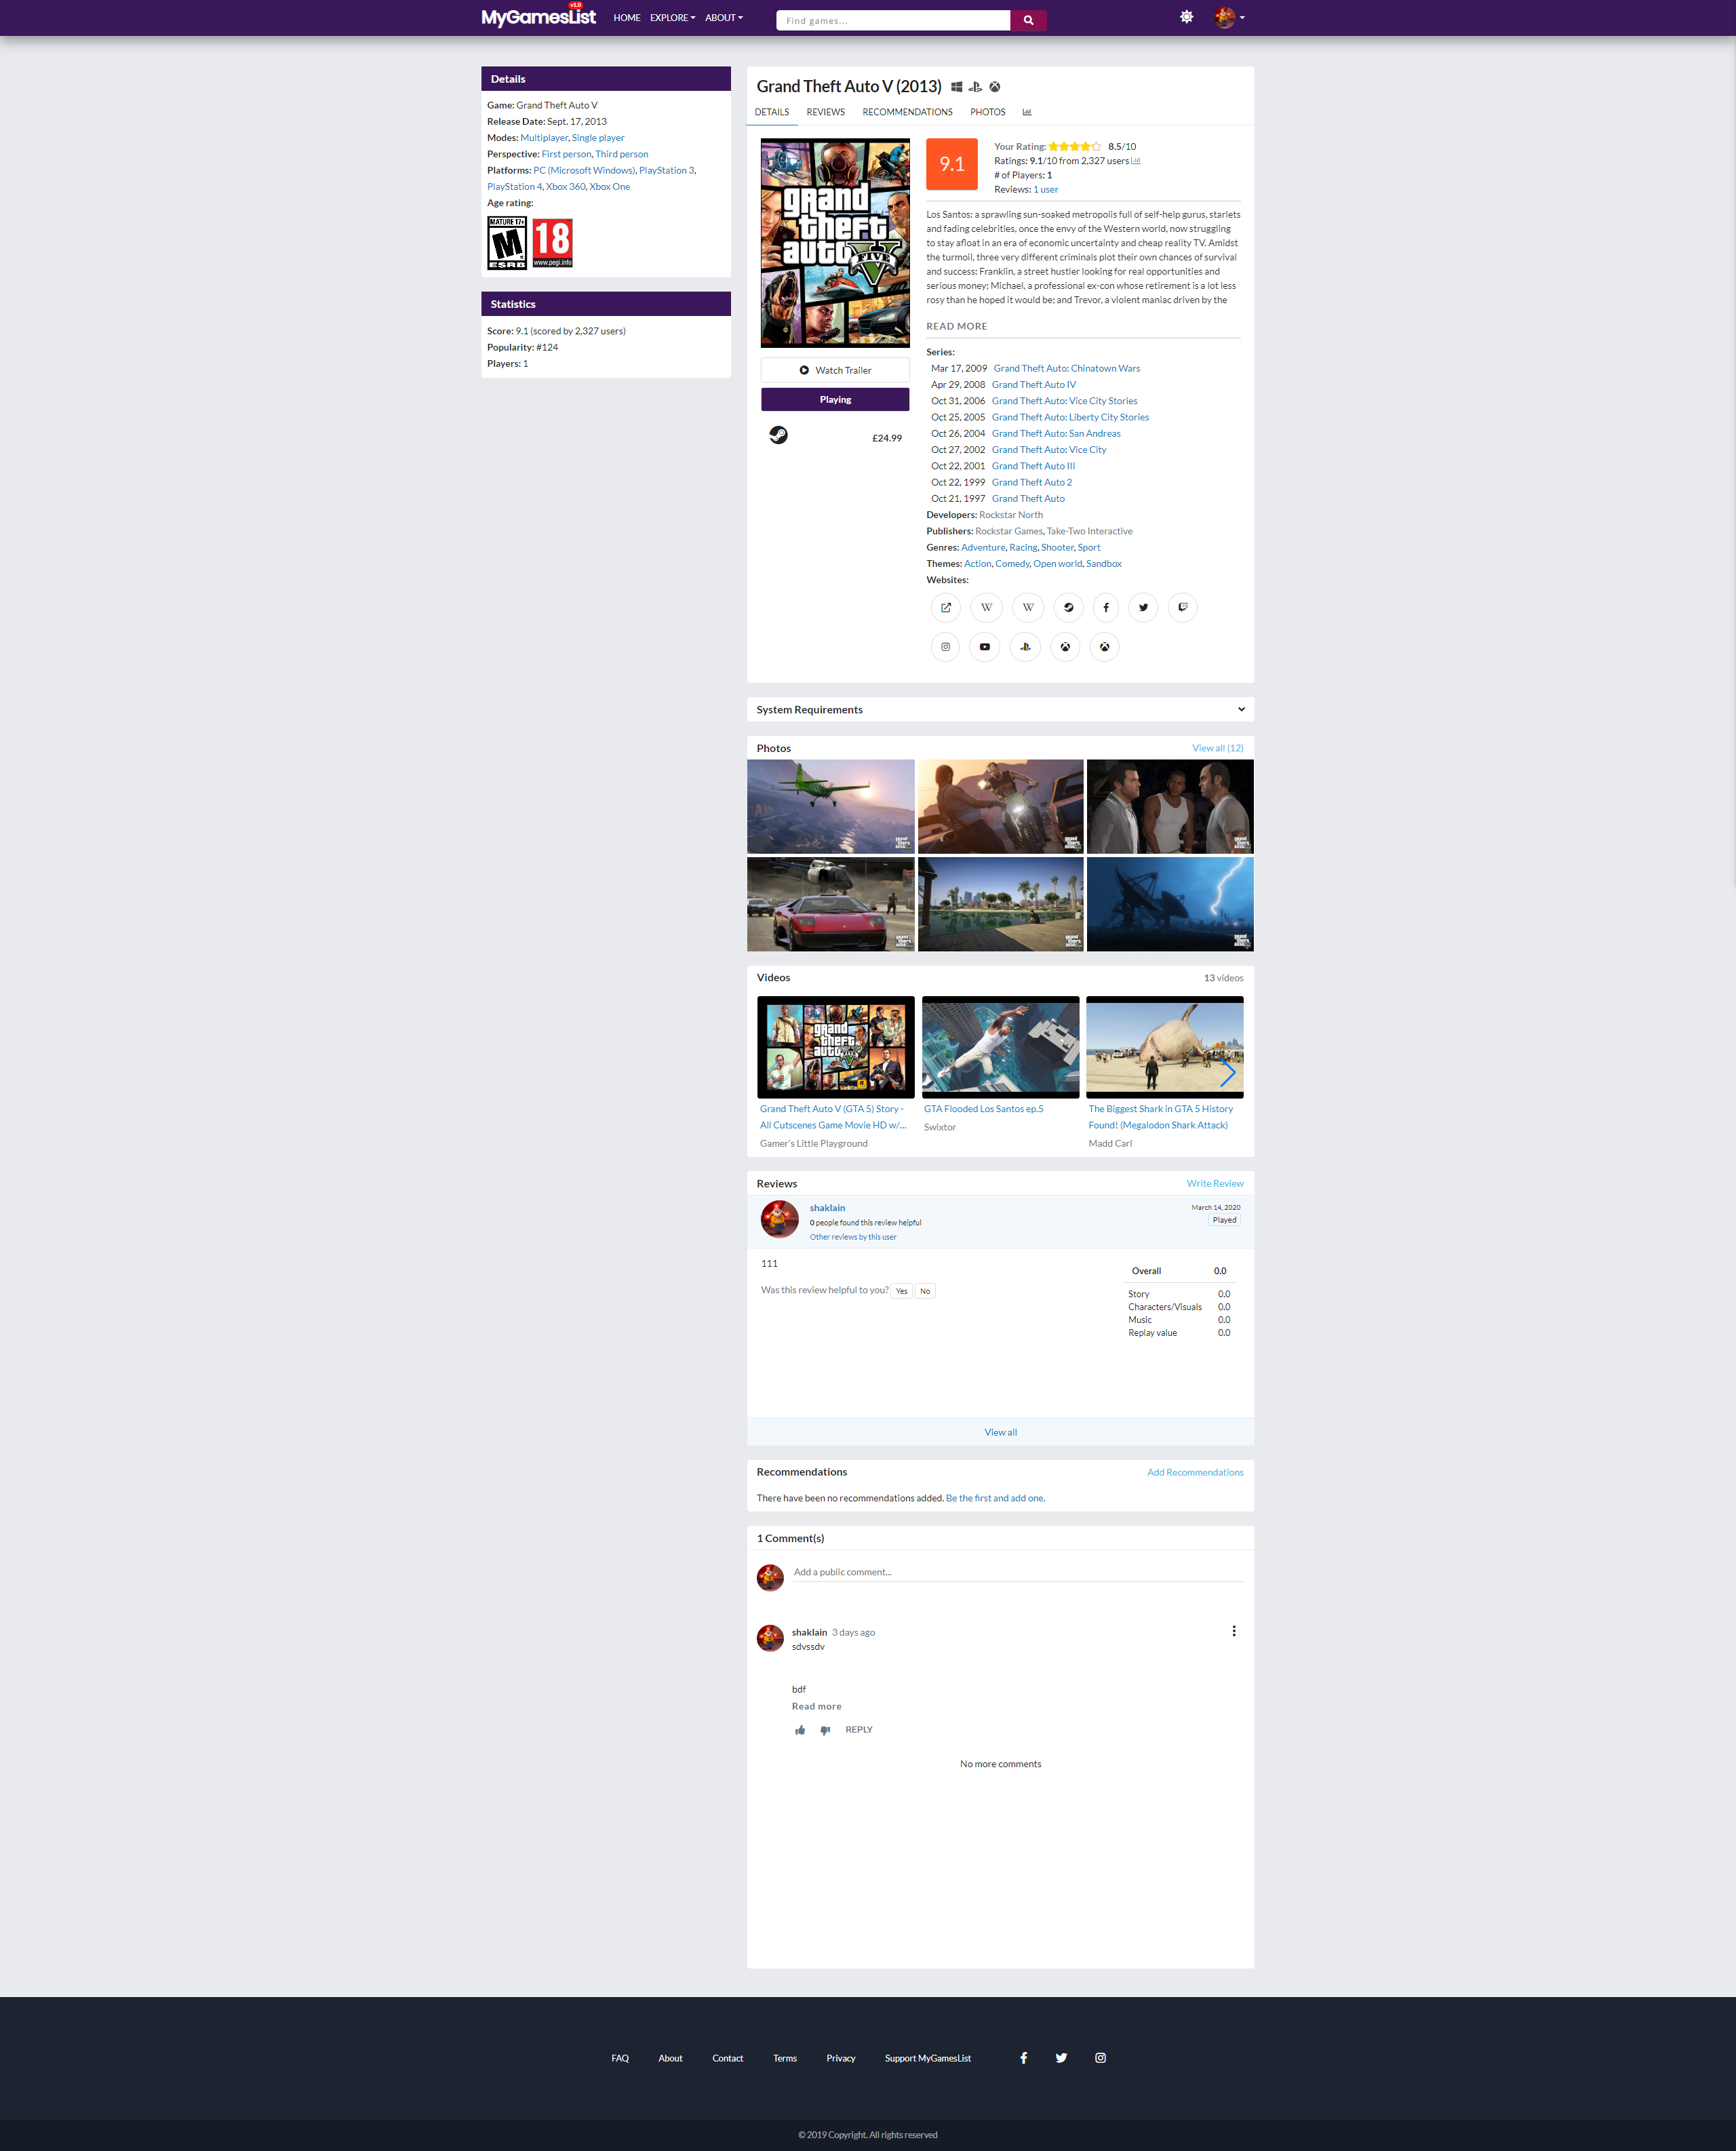 MyGamesList v1.0 HOME EXPLORE ABOUT Find games...
Details
Game: Grand Theft Auto V
Release Date: Sept. 17, 2013
Modes: Multiplayer, Single player
Perspective: First person, Third person
Platforms: PC (Microsoft Windows), PlayStation 3,
PlayStation 4, Xbox 360, Xbox One
Age rating:
MATURE 17+
M
ESRB
18
www.pegi.info
Statistics
Score: 9.1 (scored by 2,327 users)
Popularity: #124
Players: 1
Grand Theft Auto V (2013)
DETAILS REVIEWS RECOMMENDATIONS PHOTOS
grand
theft
auto V
FIVE
Watch Trailer
Playing
£24.99
9.1
Your Rating: 8.5/10
Ratings: 9.1/10 from 2,327 users
# of Players: 1
Reviews: 1 user
Los Santos: a sprawling sun-soaked metropolis full of self-help gurus, starlets
and fading celebrities, once the envy of the Western world, now struggling
to stay afloat in an era of economic uncertainty and cheap reality TV. Amidst
the turmoil, three very different criminals plot their own chances of survival
and success: Franklin, a street hustler looking for real opportunities and
serious money; Michael, a professional ex-con whose retirement is a lot less
rosy than he hoped it would be; and Trevor, a violent maniac driven by the
READ MORE
Series:
Mar 17, 2009 Grand Theft Auto: Chinatown Wars
Apr 29, 2008 Grand Theft Auto IV
Oct 31, 2006 Grand Theft Auto: Vice City Stories
Oct 25, 2005 Grand Theft Auto: Liberty City Stories
Oct 26, 2004 Grand Theft Auto: San Andreas
Oct 27, 2002 Grand Theft Auto: Vice City
Oct 22, 2001 Grand Theft Auto III
Oct 22, 1999 Grand Theft Auto 2
Oct 21, 1997 Grand Theft Auto
Developers: Rockstar North
Publishers: Rockstar Games, Take-Two Interactive
Genres: Adventure, Racing, Shooter, Sport
Themes: Action, Comedy, Open world, Sandbox
Websites:
System Requirements
Photos View all (12)
Videos 13 videos
grand
theft
auto V
Grand Theft Auto V (GTA 5) Story -
All Cutscenes Game Movie HD w/...
Gamer's Little Playground
GTA Flooded Los Santos ep.5
Swixtor
The Biggest Shark in GTA 5 History
Found! (Megalodon Shark Attack)
Madd Carl
Reviews Write Review
shaklain
0 people found this review helpful
Other reviews by this user
March 14, 2020
Played
111
Was this review helpful to you? Yes No
Overall 0.0
Story 0.0
Characters/Visuals 0.0
Music 0.0
Replay value 0.0
View all
Recommendations Add Recommendations
There have been no recommendations added. Be the first and add one.
1 Comment(s)
Add a public comment...
shaklain 3 days ago
sdvssdv
bdf
Read more
REPLY
No more comments
FAQ About Contact Terms Privacy Support MyGamesList
© 2019 Copyright. All rights reserved